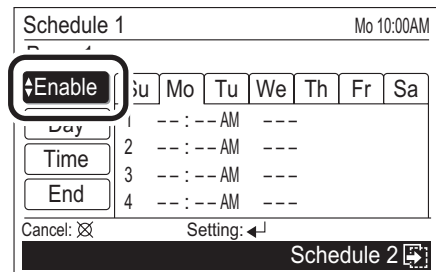 Schedule 1 Mo 10:00AM
Enable Su Mo Tu We Th Fr Sa
Day 1 --:-- AM ---
Time 2 --:-- AM ---
3 --:-- AM ---
End 4 --:-- AM ---
Cancel: Setting:
Schedule 2